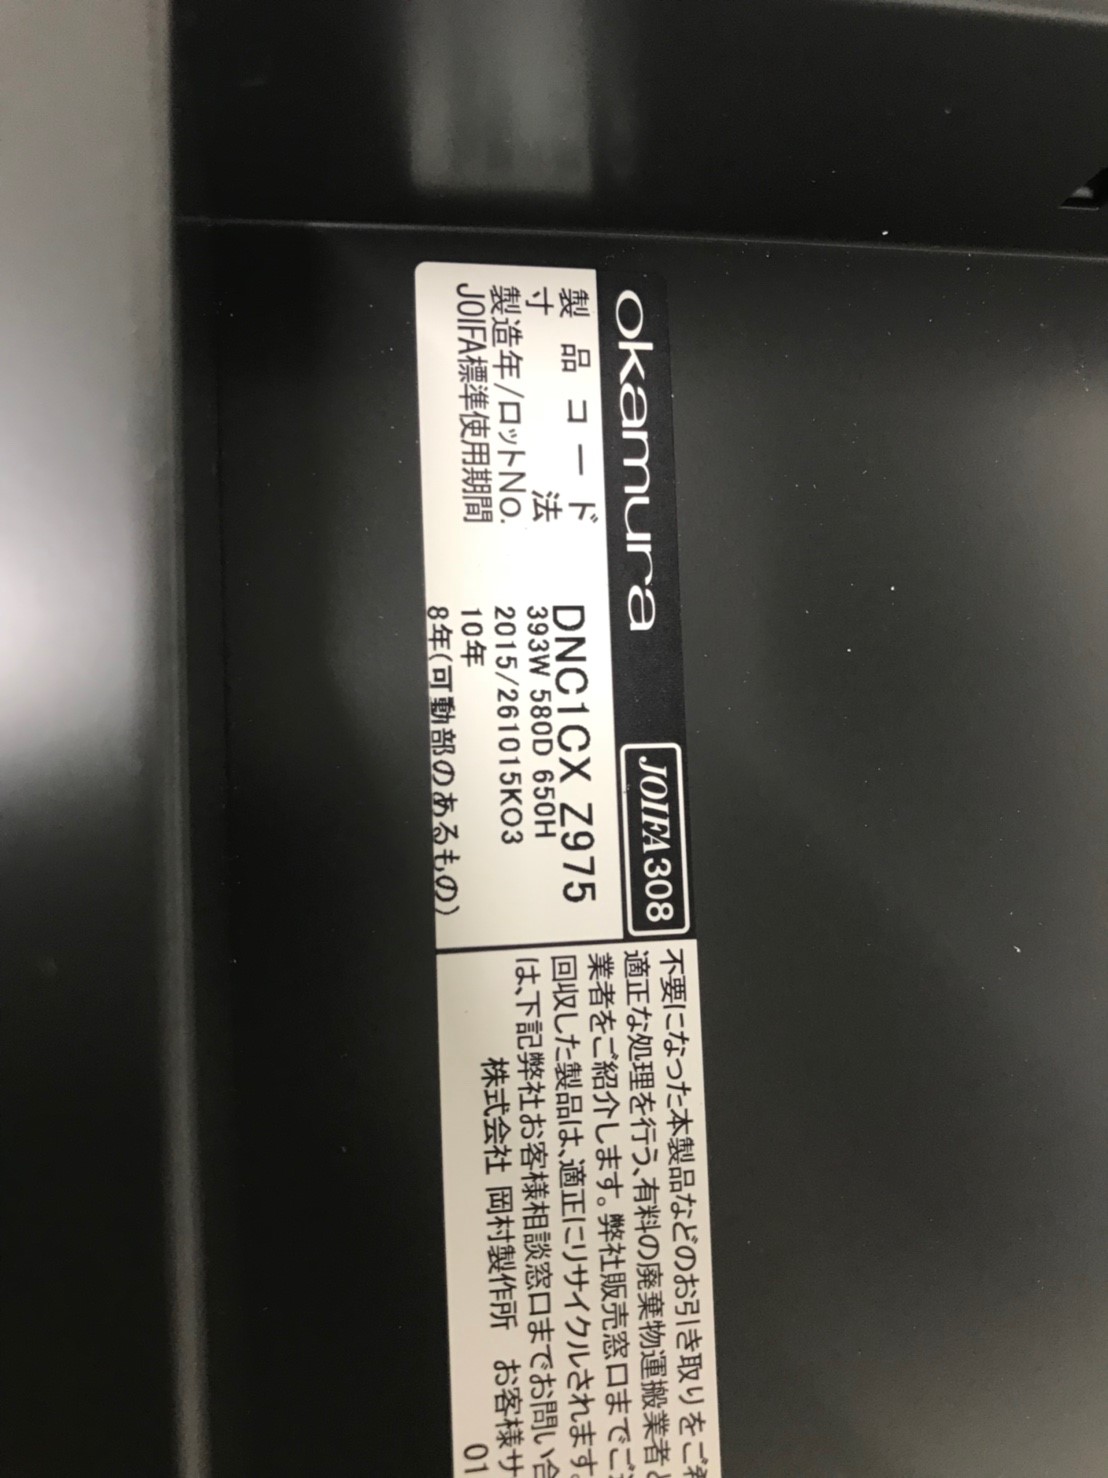 okamura JOIFA308
製品コード DNC1CX Z975
寸法 393W 580D 650H
製造年/ロットNo. 2015/261015KO3
JOIFA標準使用期間 10年
8年(可動部のあるもの)
不要になった本製品などのお引き取りをご
適正な処理を行う、有料の廃棄物運搬業者
業者をご紹介します。弊社販売窓口まで
回収した製品は、適正にリサイクルされます。
は、下記弊社お客様相談窓口までお問い合
株式会社 岡村製作所 お客様サ
01